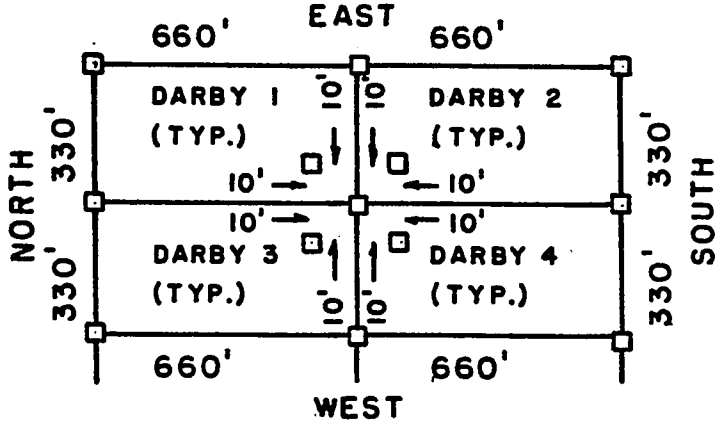 EAST
660' 660'
DARBY 1 10' 10' DARBY 2
(TYP.) (TYP.)
330' 330'
10' 10'
NORTH SOUTH
10' 10'
DARBY 3 DARBY 4
(TYP.) (TYP.)
330' 330'
10' 10'
660' 660'
WEST